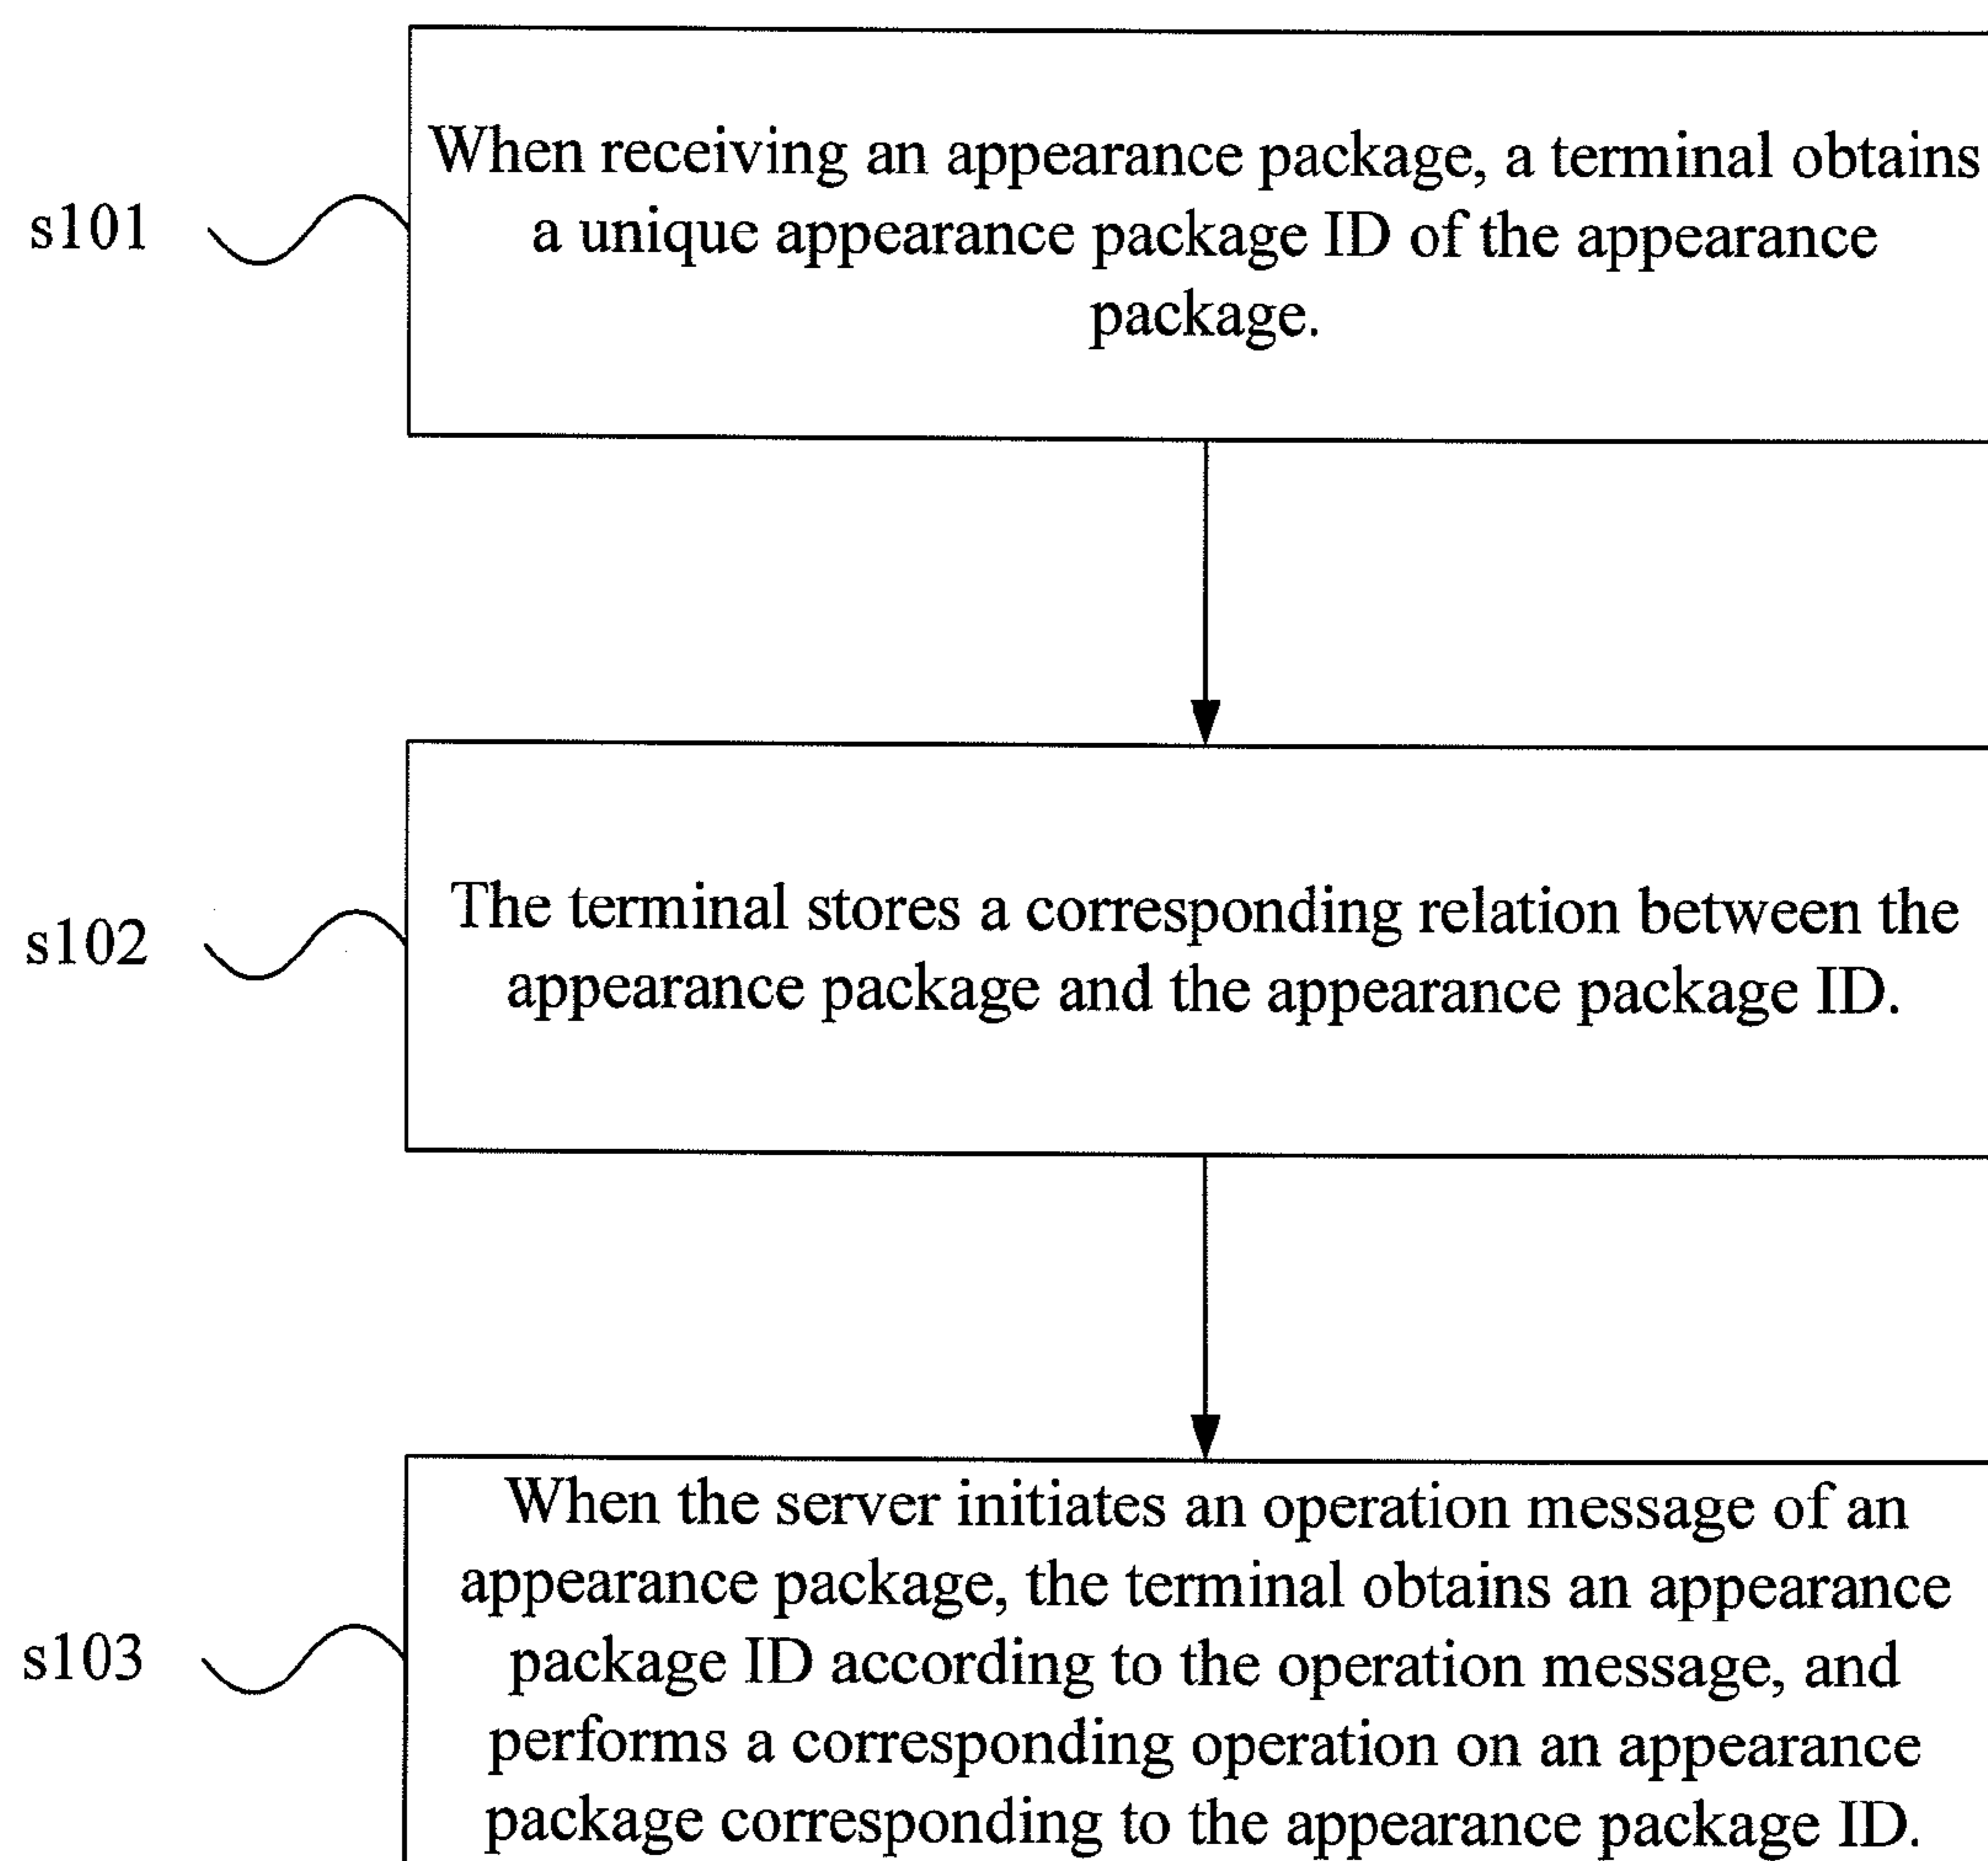 When receiving an appearance package, a terminal obtains
s101
a unique appearance package ID of the appearance
package.
The terminal stores a corresponding relation between the
s102
appearance package and the appearance package ID.
When the server initiates an operation message of an
appearance package, the terminal obtains an appearance
s103
package ID according to the operation message, and
performs a corresponding operation on an appearance
package corresponding to the appearance package ID.